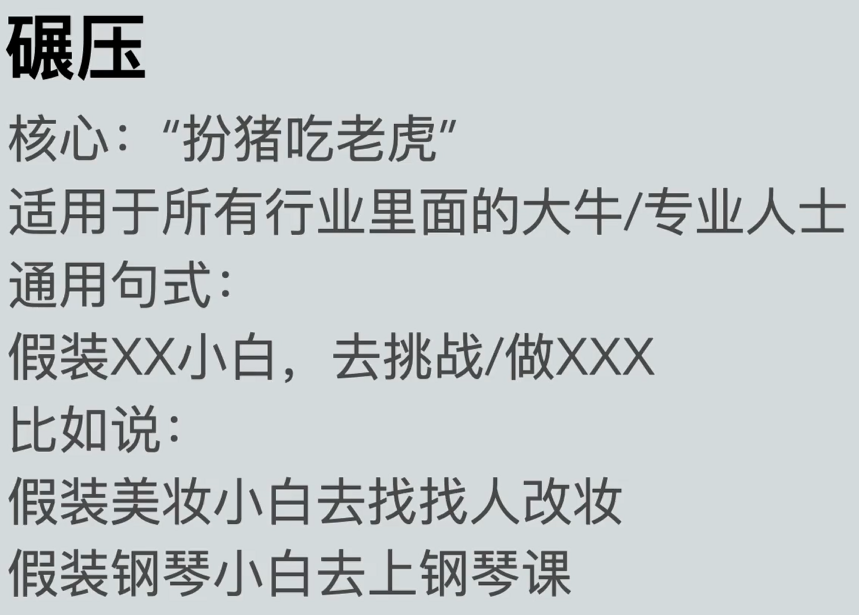 碾压
核心：“扮猪吃老虎”
适用于所有行业里面的大牛/专业人士
通用句式：
假装XX小白，去挑战/做XXX
比如说：
假装美妆小白去找找人改妆
假装钢琴小白去上钢琴课